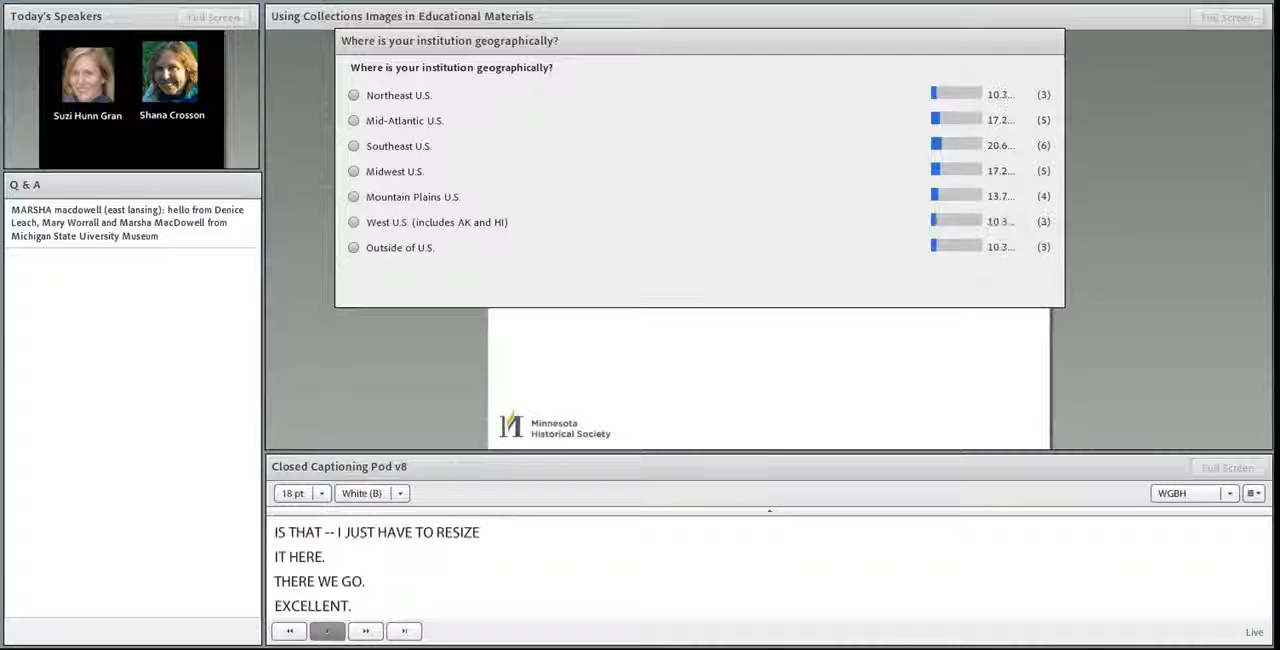 Today's Speakers
Full Screen
Suzi Hunn Gran
Shana Crosson
Q & A
MARSHA macdowell (east lansing): hello from Denice
Leach, Mary Worrall and Marsha MacDowell from
Michigan State Uiversity Museum
Using Collections Images in Educational Materials
Full Screen
Where is your institution geographically?
Where is your institution geographically?
Northeast U.S. 10.3... (3)
Mid-Atlantic U.S. 17.2... (5)
Southeast U.S. 20.6... (6)
Midwest U.S. 17.2... (5)
Mountain Plains U.S. 13.7... (4)
West U.S. (includes AK and HI) 10.3... (3)
Outside of U.S. 10.3... (3)
Minnesota
Historical Society
Closed Captioning Pod v8
Full Screen
18 pt
White (B)
WGBH
IS THAT -- I JUST HAVE TO RESIZE
IT HERE.
THERE WE GO.
EXCELLENT.
Live